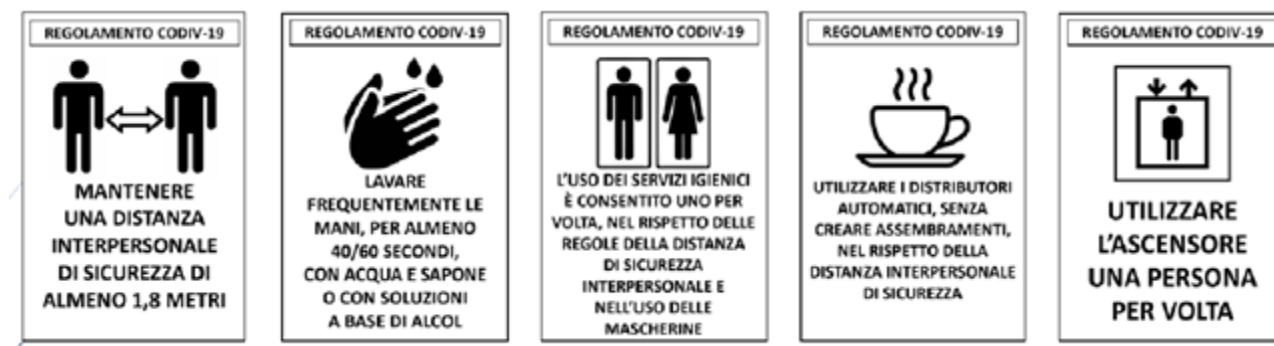 REGOLAMENTO CODIV-19
MANTENERE
UNA DISTANZA
INTERPERSONALE
DI SICUREZZA DI
ALMENO 1,8 METRI
REGOLAMENTO CODIV-19
LAVARE
FREQUENTEMENTE LE
MANI, PER ALMENO
40/60 SECONDI,
CON ACQUA E SAPONE
O CON SOLUZIONI
A BASE DI ALCOL
REGOLAMENTO CODIV-19
L'USO DEI SERVIZI IGIENICI
È CONSENTITO UNO PER
VOLTA, NEL RISPETTO DELLE
REGOLE DELLA DISTANZA
DI SICUREZZA
INTERPERSONALE E
NELL'USO DELLE
MASCHERINE
REGOLAMENTO CODIV-19
UTILIZZARE I DISTRIBUTORI
AUTOMATICI, SENZA
CREARE ASSEMBRAMENTI,
NEL RISPETTO DELLA
DISTANZA INTERPERSONALE
DI SICUREZZA
REGOLAMENTO CODIV-19
UTILIZZARE
L'ASCENSORE
UNA PERSONA
PER VOLTA